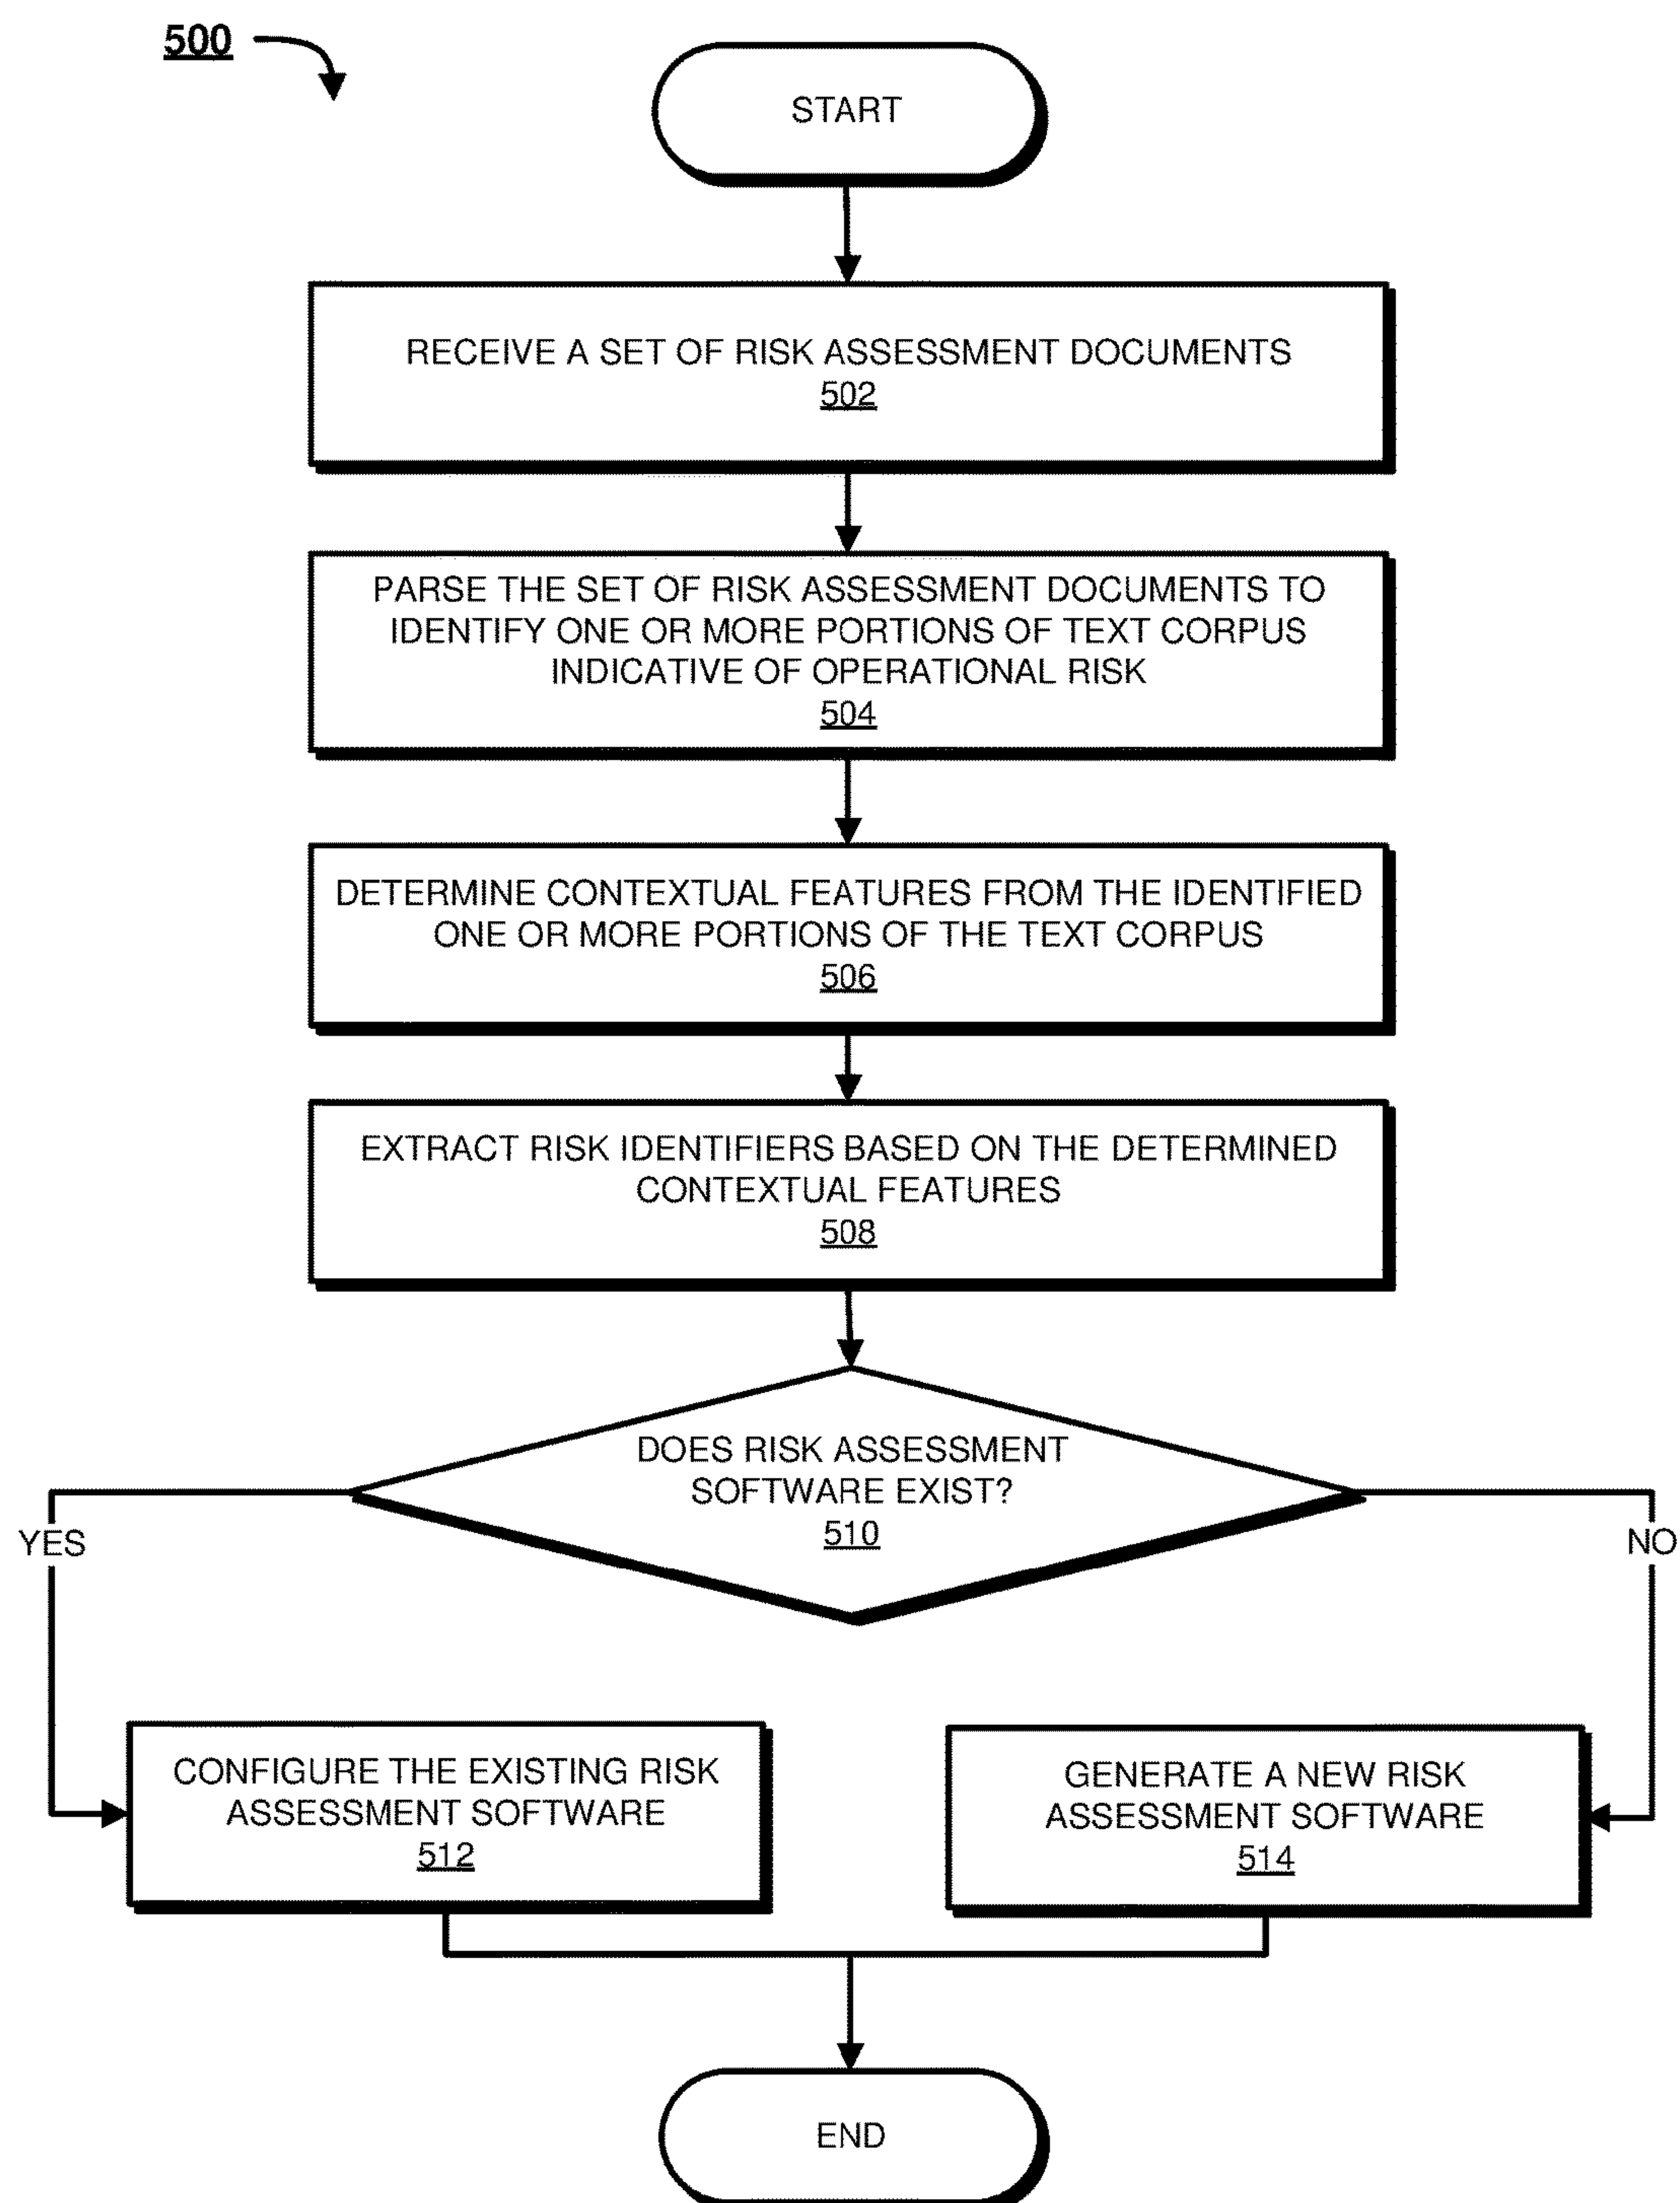 500
START
RECEIVE A SET OF RISK ASSESSMENT DOCUMENTS
502
PARSE THE SET OF RISK ASSESSMENT DOCUMENTS TO
IDENTIFY ONE OR MORE PORTIONS OF TEXT CORPUS
INDICATIVE OF OPERATIONAL RISK
504
DETERMINE CONTEXTUAL FEATURES FROM THE IDENTIFIED
ONE OR MORE PORTIONS OF THE TEXT CORPUS
506
EXTRACT RISK IDENTIFIERS BASED ON THE DETERMINED
CONTEXTUAL FEATURES
508
DOES RISK ASSESSMENT
SOFTWARE EXIST?
510
YES
NO
CONFIGURE THE EXISTING RISK
ASSESSMENT SOFTWARE
512
GENERATE A NEW RISK
ASSESSMENT SOFTWARE
514
END